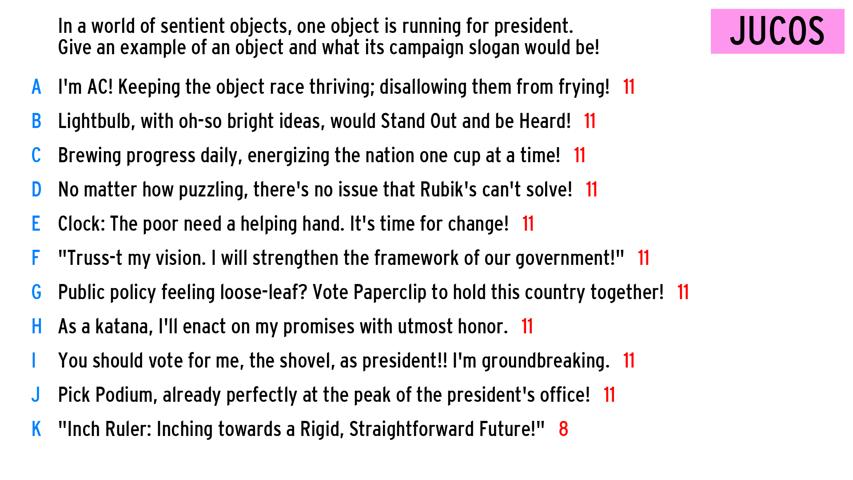 In a world of sentient objects, one object is running for president.
Give an example of an object and what its campaign slogan would be!
JUCOS
A I'm AC! Keeping the object race thriving; disallowing them from frying! 11
B Lightbulb, with oh-so bright ideas, would Stand Out and be Heard! 11
C Brewing progress daily, energizing the nation one cup at a time! 11
D No matter how puzzling, there's no issue that Rubik's can't solve! 11
E Clock: The poor need a helping hand. It's time for change! 11
F "Truss-t my vision. I will strengthen the framework of our government!" 11
G Public policy feeling loose-leaf? Vote Paperclip to hold this country together! 11
H As a katana, I'll enact on my promises with utmost honor. 11
I You should vote for me, the shovel, as president!! I'm groundbreaking. 11
J Pick Podium, already perfectly at the peak of the president's office! 11
K "Inch Ruler: Inching towards a Rigid, Straightforward Future!" 8